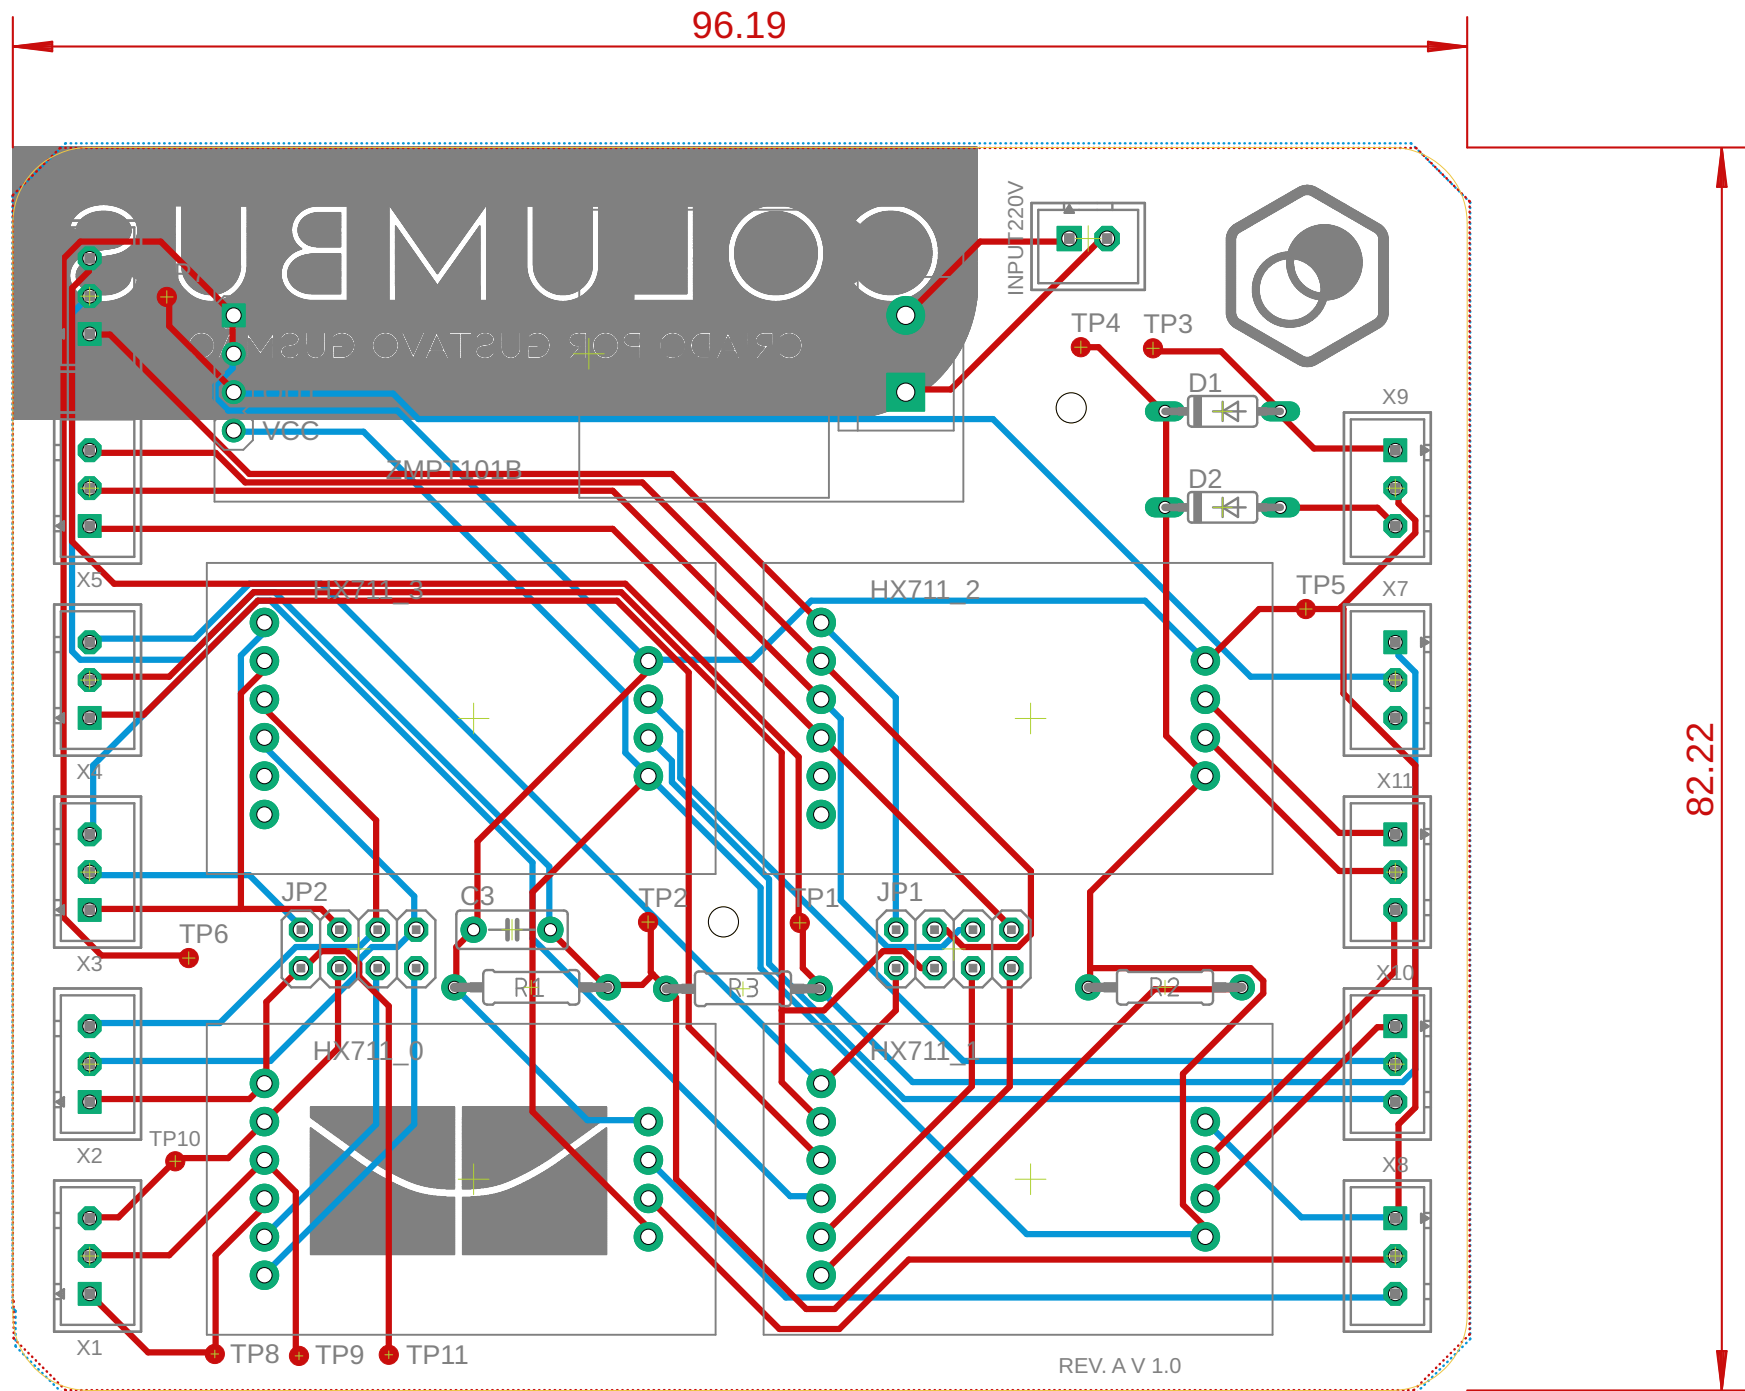 96.19
COLUMBUS
INPUT220V
TP4 TP3
CRIADO POR GUSTAVO GUSMAO
D1
X9
VCC
ZMPT101B
D2
X5
HX711_3
HX711_2
TP5
X7
X4
X11
82.22
JP2
C3
TP2
TP1
JP1
TP6
X3
X10
R1
R3
R2
HX711_0
HX711_1
TP10
X2
X8
X1
TP8
TP9
TP11
REV. A V 1.0